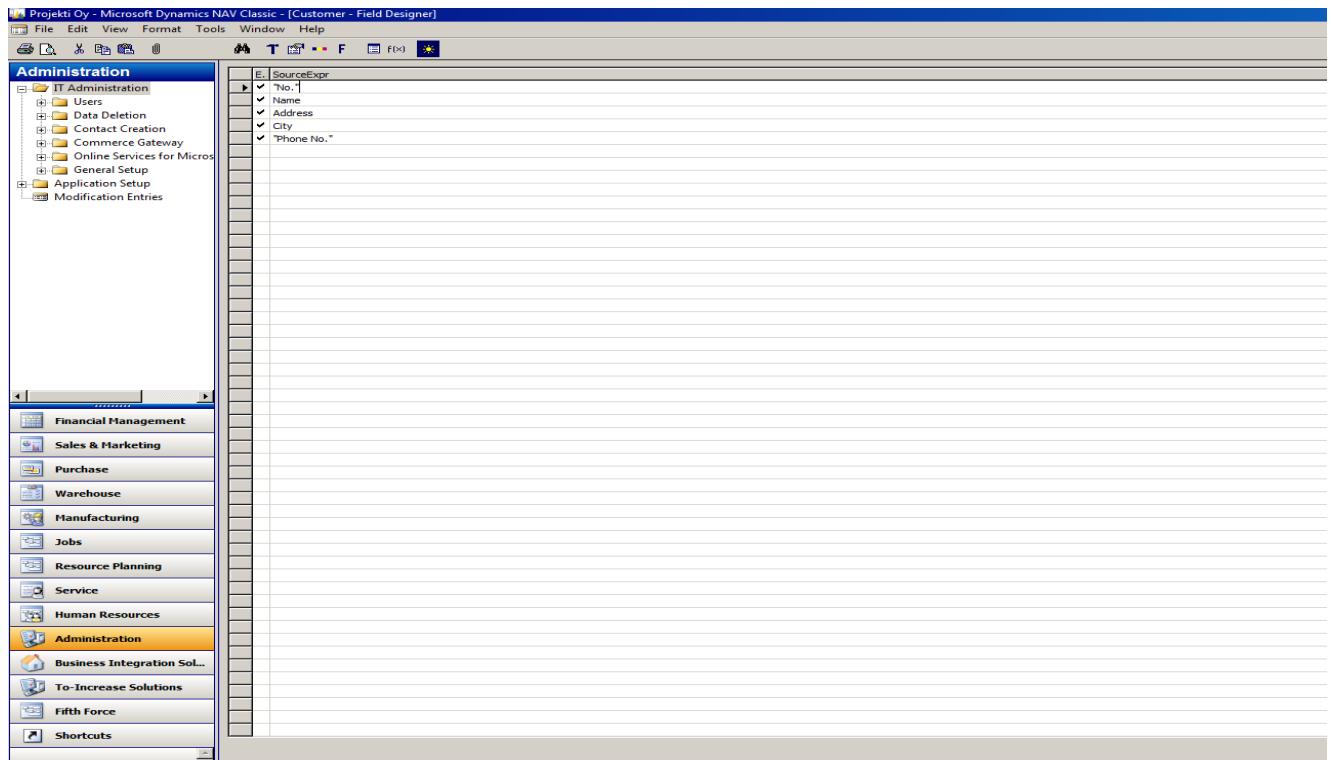 Projekti Oy - Microsoft Dynamics NAV Classic - [Customer - Field Designer]
File Edit View Format Tools Window Help
T F F(X)
Administration
IT Administration
Users
Data Deletion
Contact Creation
Commerce Gateway
Online Services for Micros
General Setup
Application Setup
Modification Entries
Financial Management
Sales & Marketing
Purchase
Warehouse
Manufacturing
Jobs
Resource Planning
Service
Human Resources
Administration
Business Integration Sol...
To-Increase Solutions
Fifth Force
Shortcuts
E. SourceExpr
"No."
Name
Address
City
"Phone No."